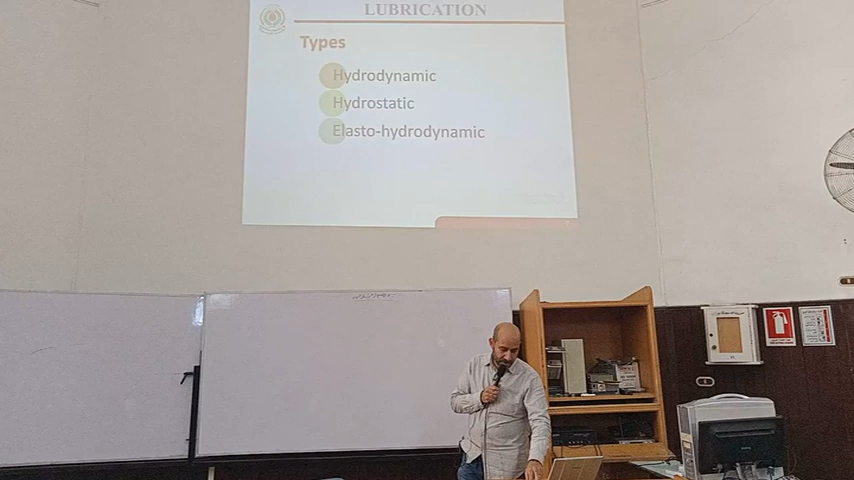 LUBRICATION
Types
Hydrodynamic
Hydrostatic
Elasto-hydrodynamic